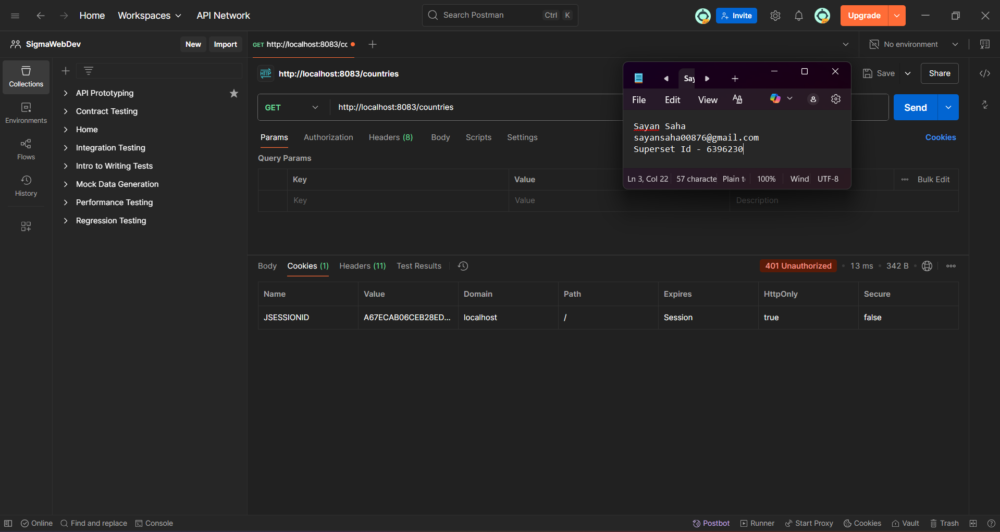 Home Workspaces API Network Search Postman Ctrl K Invite Upgrade
SigmaWebDev New Import GET http://localhost:8083/cc No environment
Collections
Environments
Flows
History
API Prototyping
Contract Testing
Home
Integration Testing
Intro to Writing Tests
Mock Data Generation
Performance Testing
Regression Testing
HTTP http://localhost:8083/countries Save Share
GET http://localhost:8083/countries Send
Params Authorization Headers (8) Body Scripts Settings Cookies
Query Params
Key Value Bulk Edit
Key Value Description
Say
File Edit View
Sayan Saha
sayansaha00876@gmail.com
Superset Id - 6396230
Ln 3, Col 22 57 characte Plain t 100% Wind UTF-8
Body Cookies (1) Headers (11) Test Results 401 Unauthorized 13 ms 342 B
Name Value Domain Path Expires HttpOnly Secure
JSESSIONID A67ECAB06CEB28ED... localhost / Session true false
Online Find and replace Console Postbot Runner Start Proxy Cookies Vault Trash